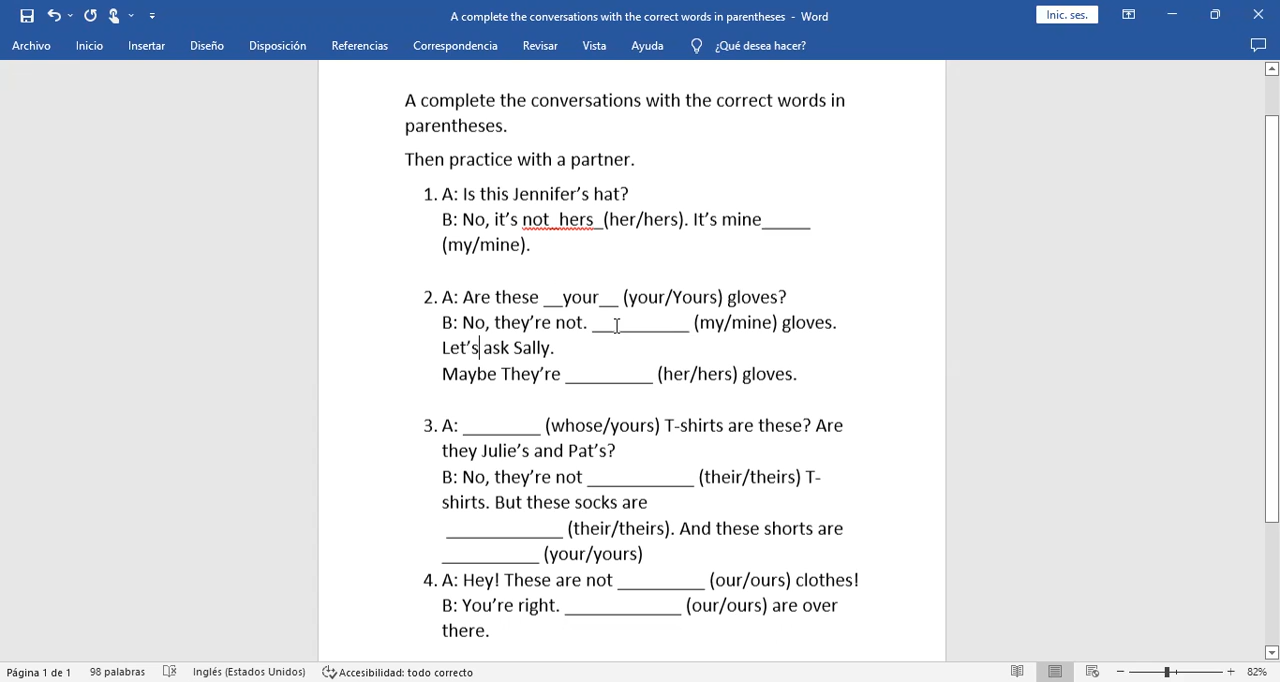 A complete the conversations with the correct words in parentheses - Word
Inic. ses.
Archivo Inicio Insertar Diseño Disposición Referencias Correspondencia Revisar Vista Ayuda ¿Qué desea hacer?
A complete the conversations with the correct words in
parentheses.
Then practice with a partner.
1. A: Is this Jennifer's hat?
B: No, it's not_hers_(her/hers). It's mine_____
(my/mine).
2. A: Are these __your__ (your/Yours) gloves?
B: No, they're not. __________ (my/mine) gloves.
Let's ask Sally.
Maybe They're _________ (her/hers) gloves.
3. A: ________ (whose/yours) T-shirts are these? Are
they Julie's and Pat's?
B: No, they're not ___________ (their/theirs) T-
shirts. But these socks are
____________ (their/theirs). And these shorts are
__________ (your/yours)
4. A: Hey! These are not _________ (our/ours) clothes!
B: You're right. ____________ (our/ours) are over
there.
Página 1 de 1 98 palabras Inglés (Estados Unidos) Accesibilidad: todo correcto 82%